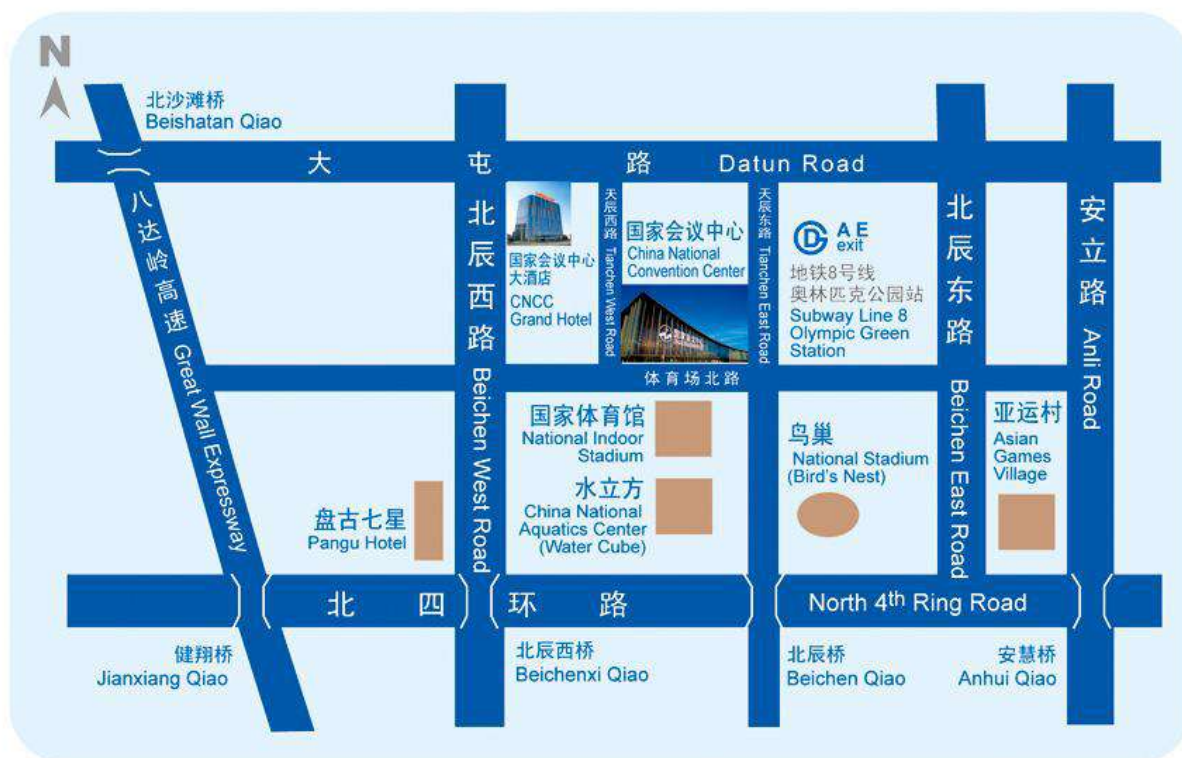 N
北沙滩桥
Beishatan Qiao
大屯路 Datun Road
八达岭高速 Great Wall Expressway
北辰西路 Beichen West Road
国家会议中心
大酒店
CNCC
Grand Hotel
天辰西路 Tianchen West Road
国家会议中心
China National
Convention Center
天辰东路 Tianchen East Road
A E
exit
地铁8号线
奥林匹克公园站
Subway Line 8
Olympic Green
Station
北辰东路 Beichen East Road
安立路 Anli Road
体育场北路
国家体育馆
National Indoor
Stadium
水立方
China National
Aquatics Center
(Water Cube)
鸟巢
National Stadium
(Bird's Nest)
亚运村
Asian
Games
Village
盘古七星
Pangu Hotel
北四环路 North 4th Ring Road
健翔桥
Jianxiang Qiao
北辰西桥
Beichenxi Qiao
北辰桥
Beichen Qiao
安慧桥
Anhui Qiao